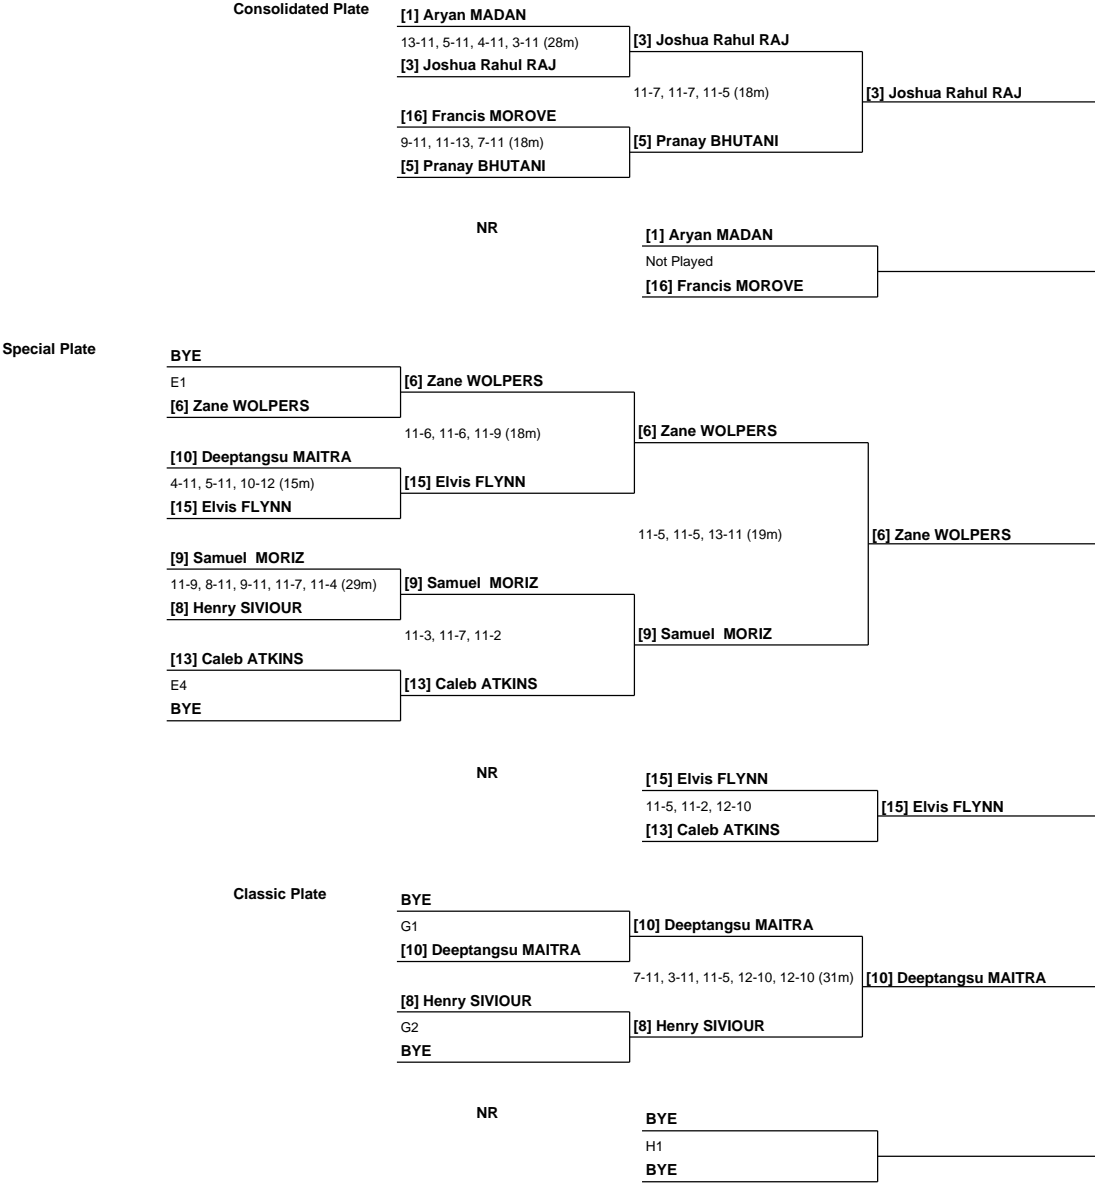 Consolidated Plate
[1] Aryan MADAN
13-11, 5-11, 4-11, 3-11 (28m)
[3] Joshua Rahul RAJ
[3] Joshua Rahul RAJ
11-7, 11-7, 11-5 (18m)
[3] Joshua Rahul RAJ
[16] Francis MOROVE
9-11, 11-13, 7-11 (18m)
[5] Pranay BHUTANI
[5] Pranay BHUTANI
NR
[1] Aryan MADAN
Not Played
[16] Francis MOROVE
Special Plate
BYE
E1
[6] Zane WOLPERS
[6] Zane WOLPERS
11-6, 11-6, 11-9 (18m)
[6] Zane WOLPERS
[10] Deeptangsu MAITRA
4-11, 5-11, 10-12 (15m)
[15] Elvis FLYNN
[15] Elvis FLYNN
11-5, 11-5, 13-11 (19m)
[6] Zane WOLPERS
[9] Samuel  MORIZ
11-9, 8-11, 9-11, 11-7, 11-4 (29m)
[9] Samuel  MORIZ
[8] Henry SIVIOUR
11-3, 11-7, 11-2
[9] Samuel  MORIZ
[13] Caleb ATKINS
E4
[13] Caleb ATKINS
BYE
NR
[15] Elvis FLYNN
11-5, 11-2, 12-10
[15] Elvis FLYNN
[13] Caleb ATKINS
Classic Plate
BYE
G1
[10] Deeptangsu MAITRA
[10] Deeptangsu MAITRA
7-11, 3-11, 11-5, 12-10, 12-10 (31m)
[10] Deeptangsu MAITRA
[8] Henry SIVIOUR
G2
[8] Henry SIVIOUR
BYE
NR
BYE
H1
BYE